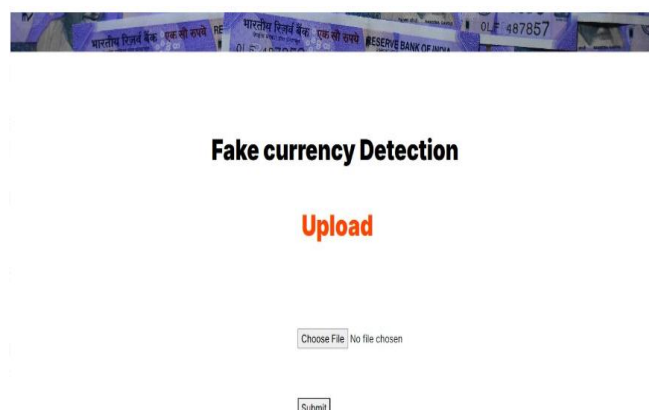 भारतीय रिज़र्व बैंक एक सौ रुपये
भारतीय रिज़र्व बैंक एक सौ रुपये
RESERVE BANK OF INDIA
0LF 487857
Fake currency Detection
Upload
Choose File No file chosen
Submit